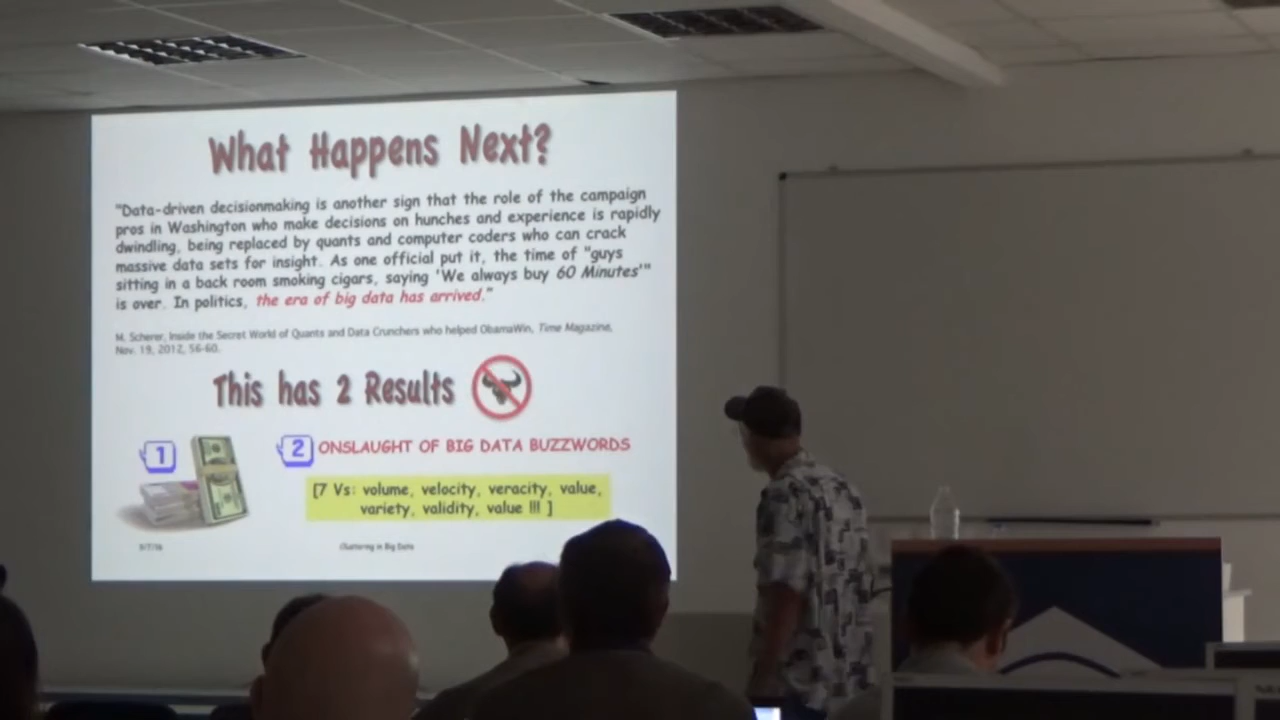 What Happens Next?
"Data-driven decisionmaking is another sign that the role of the campaign
pros in Washington who make decisions on hunches and experience is rapidly
dwindling, being replaced by quants and computer coders who can crack
massive data sets for insight. As one official put it, the time of "guys
sitting in a back room smoking cigars, saying 'We always buy 60 Minutes'"
is over. In politics, the era of big data has arrived."
M. Scherer, Inside the Secret World of Quants and Data Crunchers who helped ObamaWin, Time Magazine,
Nov. 19, 2012, 56-60.
This has 2 Results
1
2 ONSLAUGHT OF BIG DATA BUZZWORDS
[7 Vs: volume, velocity, veracity, value,
variety, validity, value !!! ]
Clustering in Big Data